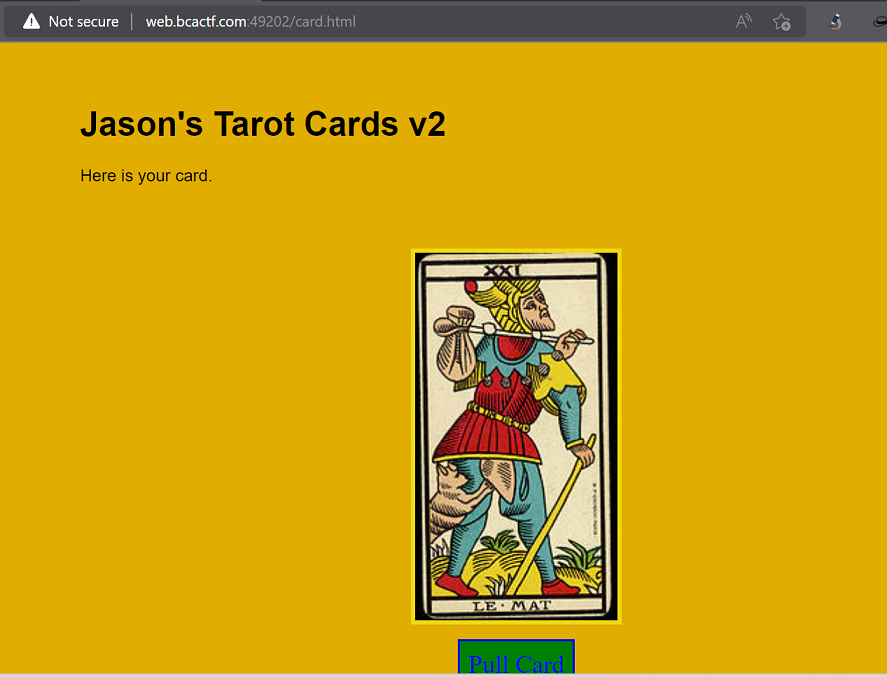 Not secure | web.bcactf.com:49202/card.html
Jason's Tarot Cards v2
Here is your card.
XXI
LE·MAT
Pull Card